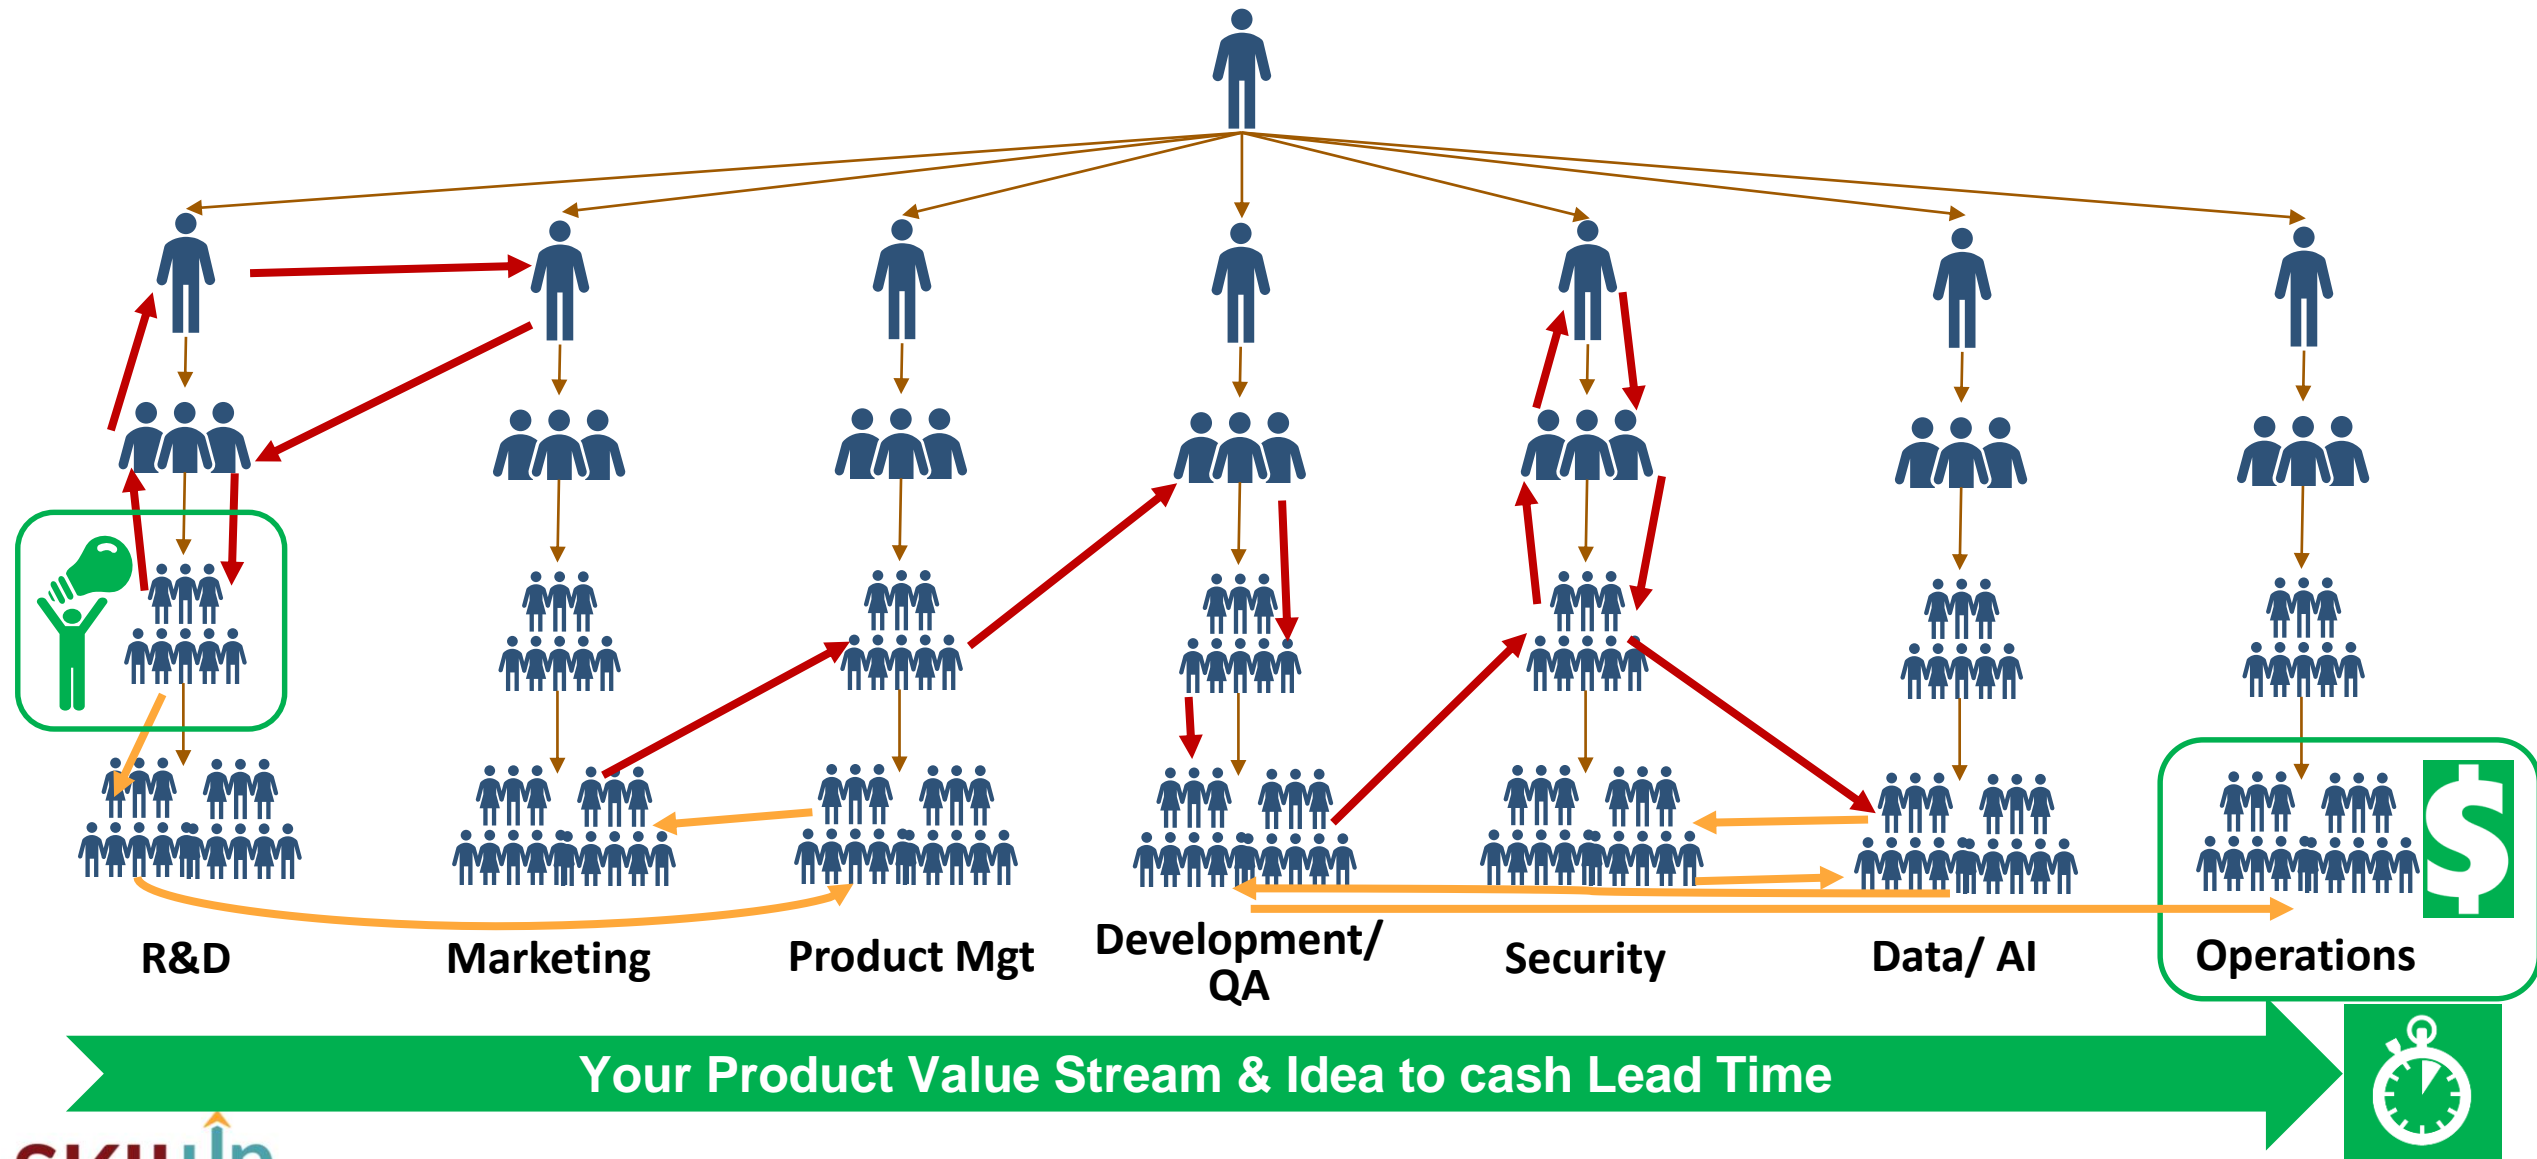 R&D
Marketing
Product Mgt
Development/
QA
Security
Data/ AI
Operations
$
Your Product Value Stream & Idea to cash Lead Time